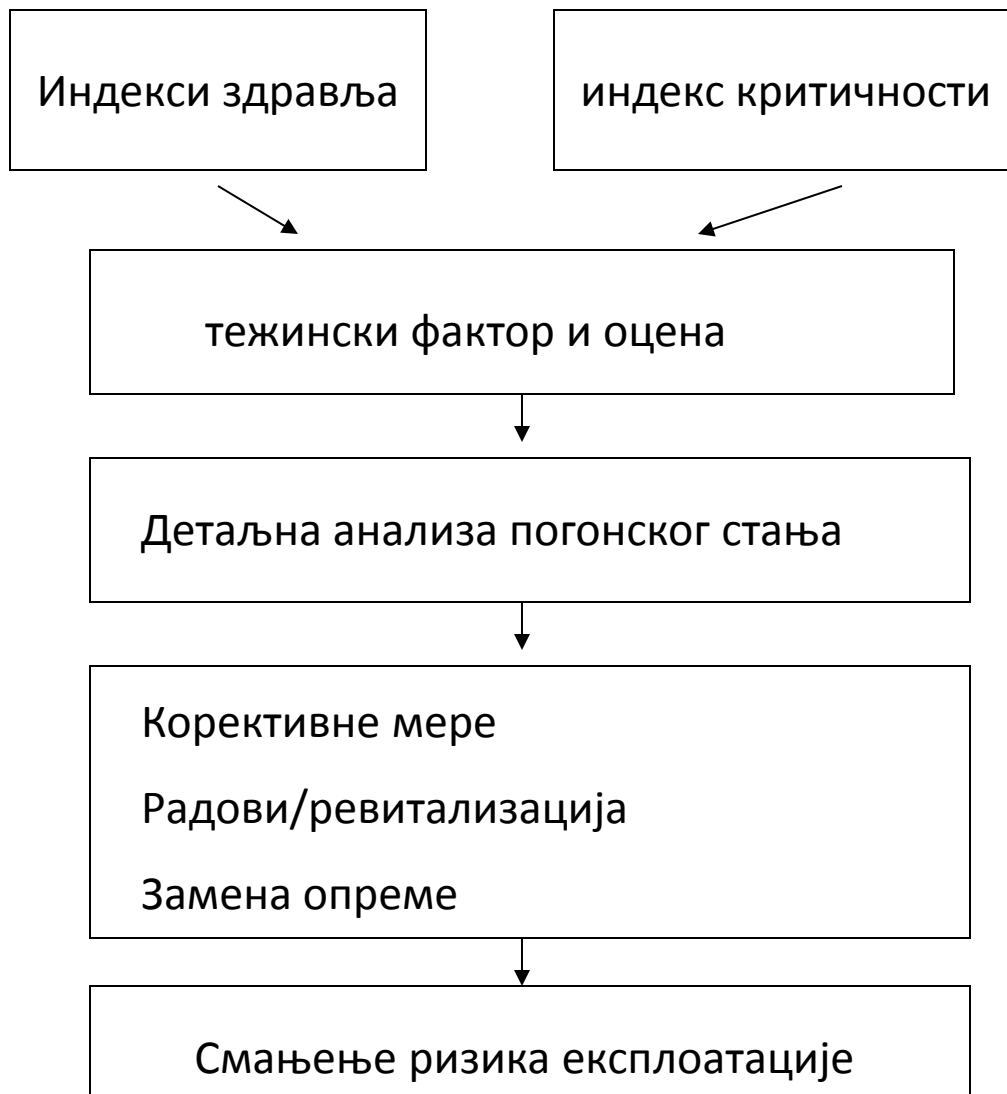 Индекси здравља
индекс критичности
тежински фактор и оцена
Детаљна анализа погонског стања
Корективне мере
Радови/ревитализација
Замена опреме
Смањење ризика експлоатације